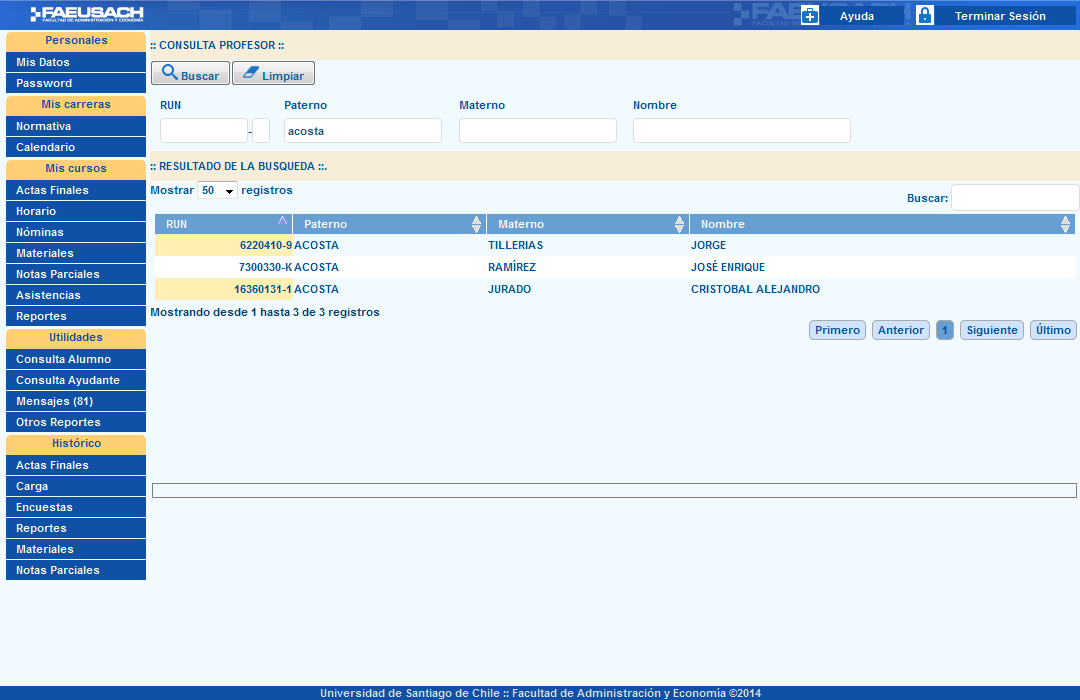 FAEUSACH
FACULTAD DE ADMINISTRACIÓN Y ECONOMÍA
Ayuda
Terminar Sesión
Personales
Mis Datos
Password
Mis carreras
Normativa
Calendario
Mis cursos
Actas Finales
Horario
Nóminas
Materiales
Notas Parciales
Asistencias
Reportes
Utilidades
Consulta Alumno
Consulta Ayudante
Mensajes (81)
Otros Reportes
Histórico
Actas Finales
Carga
Encuestas
Reportes
Materiales
Notas Parciales
:: CONSULTA PROFESOR ::
Buscar Limpiar
RUN Paterno Materno Nombre
- acosta
:: RESULTADO DE LA BUSQUEDA ::.
Mostrar 50 registros
Buscar:
RUN Paterno Materno Nombre
6220410-9 ACOSTA TILLERIAS JORGE
7300330-K ACOSTA RAMÍREZ JOSÉ ENRIQUE
16360131-1 ACOSTA JURADO CRISTOBAL ALEJANDRO
Mostrando desde 1 hasta 3 de 3 registros
Primero Anterior 1 Siguiente Último
Universidad de Santiago de Chile :: Facultad de Administración y Economía ©2014